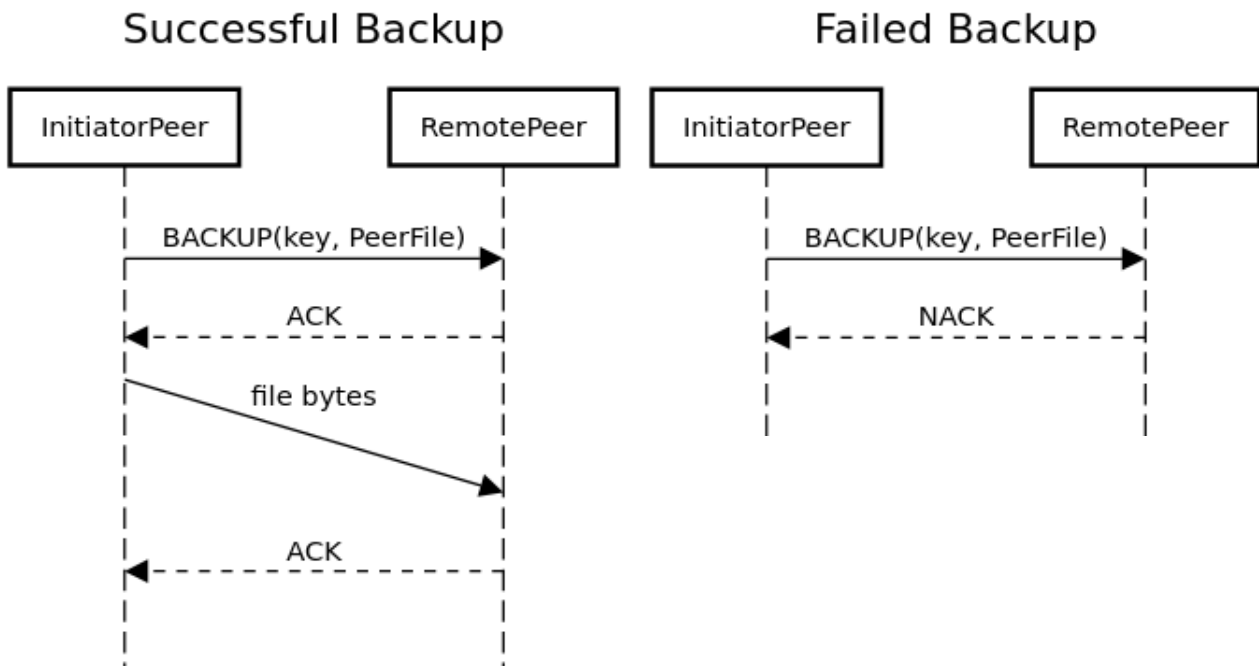 Successful Backup
InitiatorPeer
RemotePeer
BACKUP(key, PeerFile)
ACK
file bytes
ACK
Failed Backup
InitiatorPeer
RemotePeer
BACKUP(key, PeerFile)
NACK